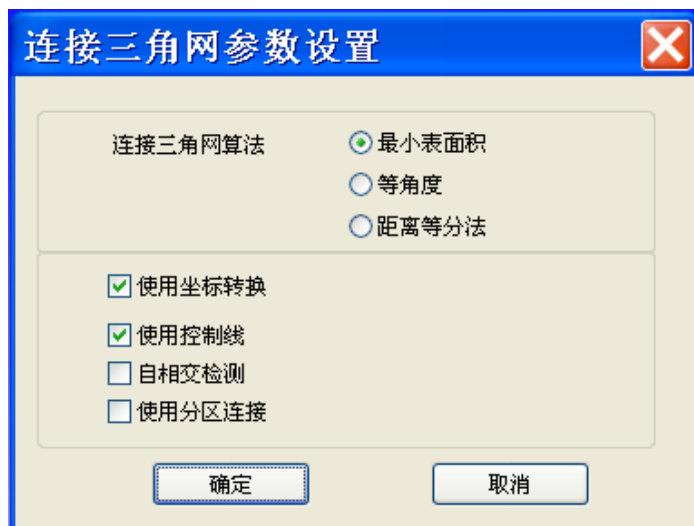 连接三角网参数设置
连接三角网算法
最小表面积
等角度
距离等分法
使用坐标转换
使用控制线
自相交检测
使用分区连接
确定
取消